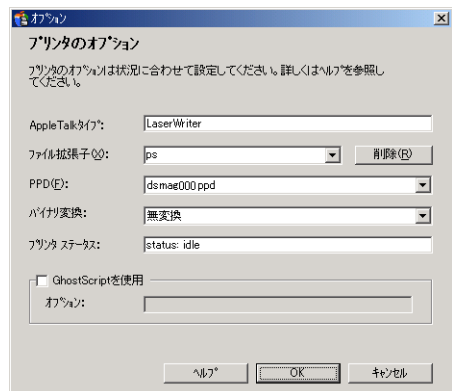 ｵﾌﾟｼｮﾝ
ﾌﾟﾘﾝﾀのｵﾌﾟｼｮﾝ
ﾌﾟﾘﾝﾀのｵﾌﾟｼｮﾝは状況に合わせて設定してください。詳しくはﾍﾙﾌﾟを参照し
てください。
AppleTalkﾀｲﾌﾟ: LaserWriter
ﾌｧｲﾙ拡張子(X): ps 削除(R)
PPD(F): dsmag000.ppd
ﾊﾞｲﾅﾘ変換: 無変換
ﾌﾟﾘﾝﾀ ｽﾃｰﾀｽ: status: idle
GhostScriptを使用
ｵﾌﾟｼｮﾝ:
ﾍﾙﾌﾟ OK ｷｬﾝｾﾙ